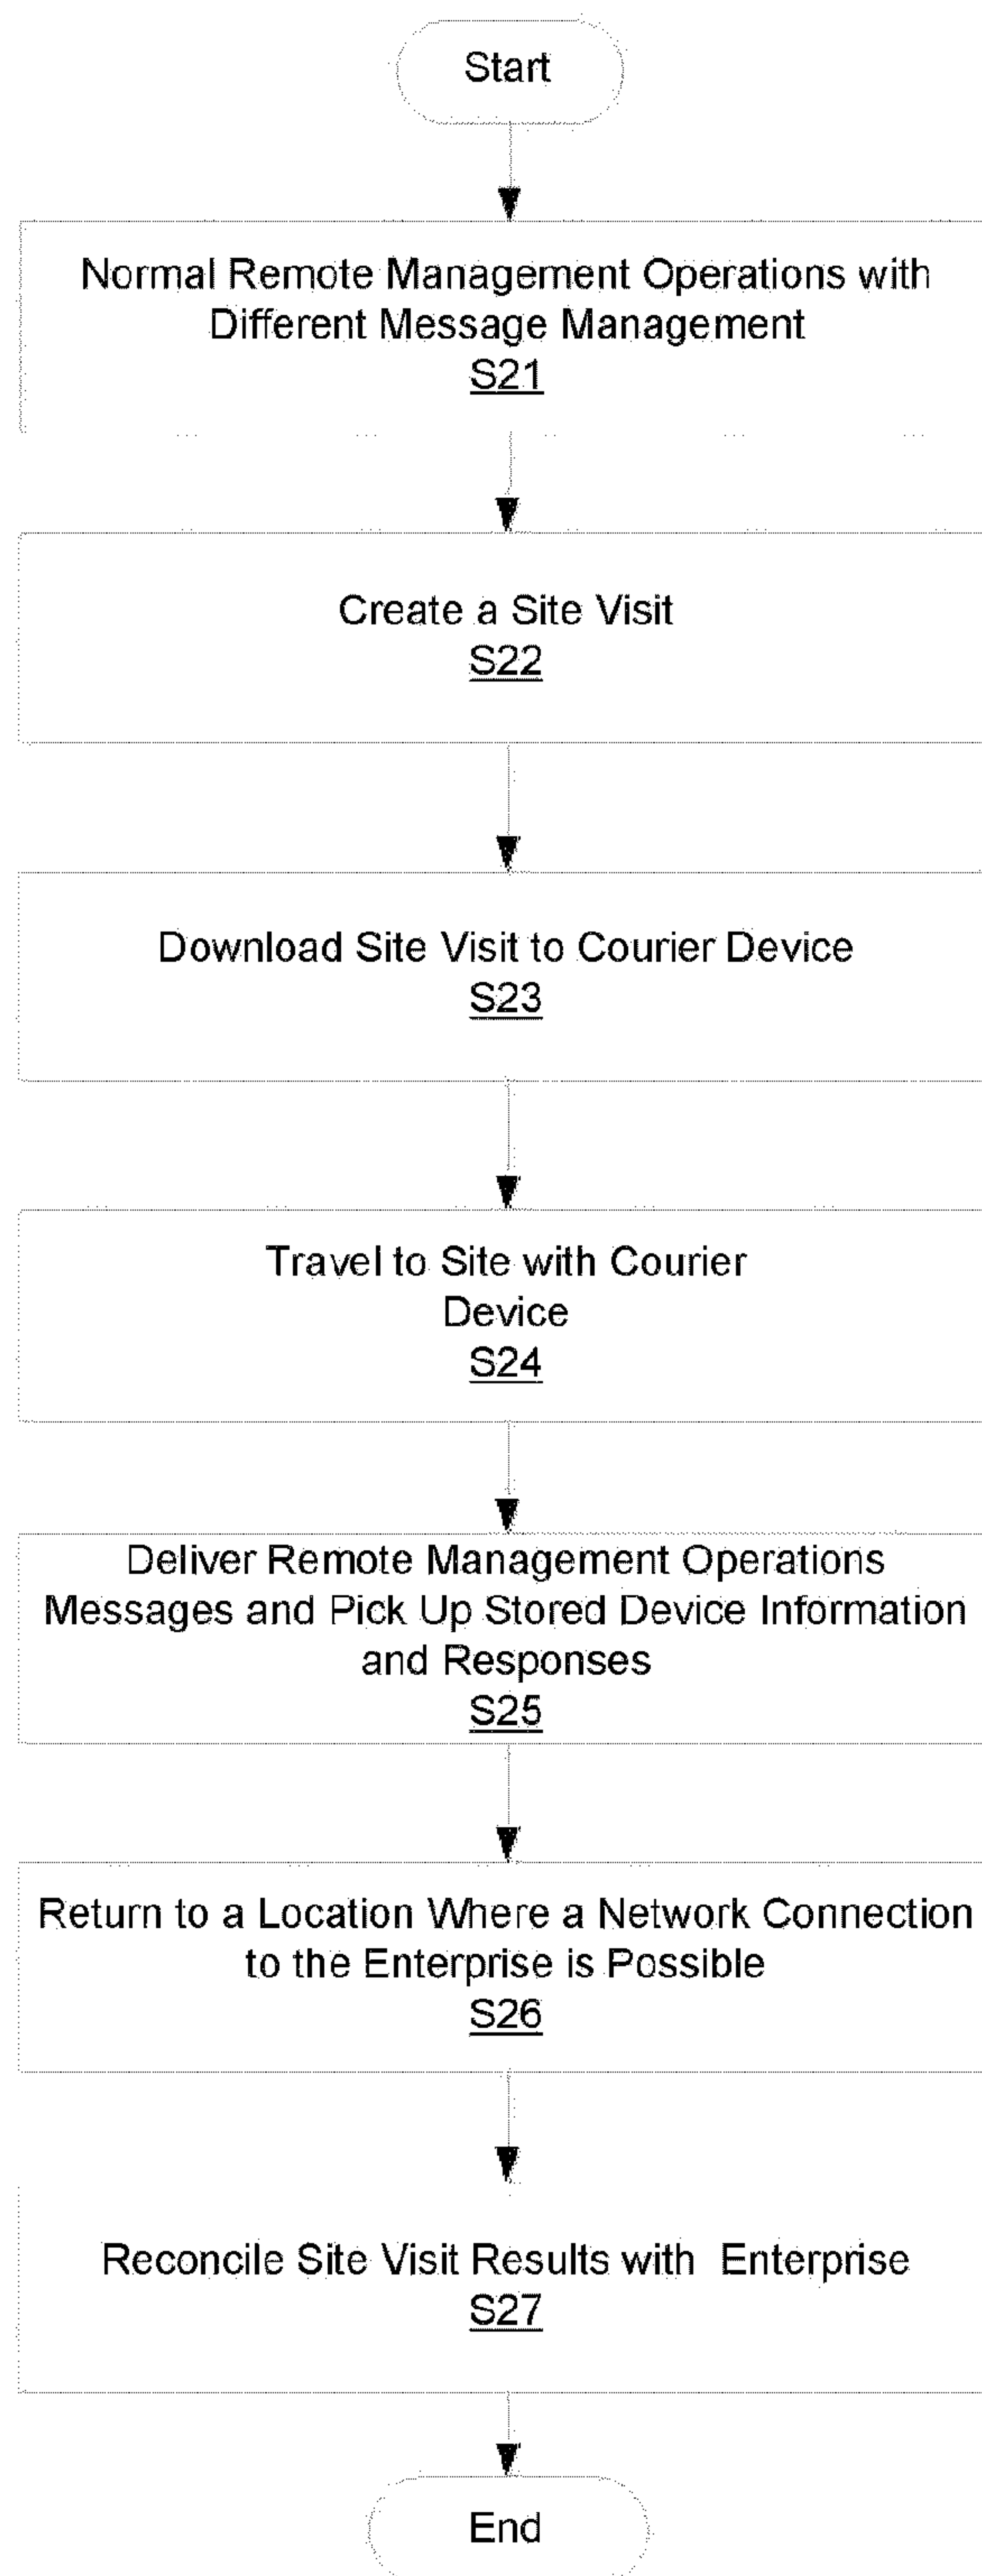 Start
Normal Remote Management Operations with
Different Message Management
S21
Create a Site Visit
S22
Download Site Visit to Courier Device
S23
Travel to Site with Courier
Device
S24
Deliver Remote Management Operations
Messages and Pick Up Stored Device Information
and Responses
S25
Return to a Location Where a Network Connection
to the Enterprise is Possible
S26
Reconcile Site Visit Results with Enterprise
S27
End